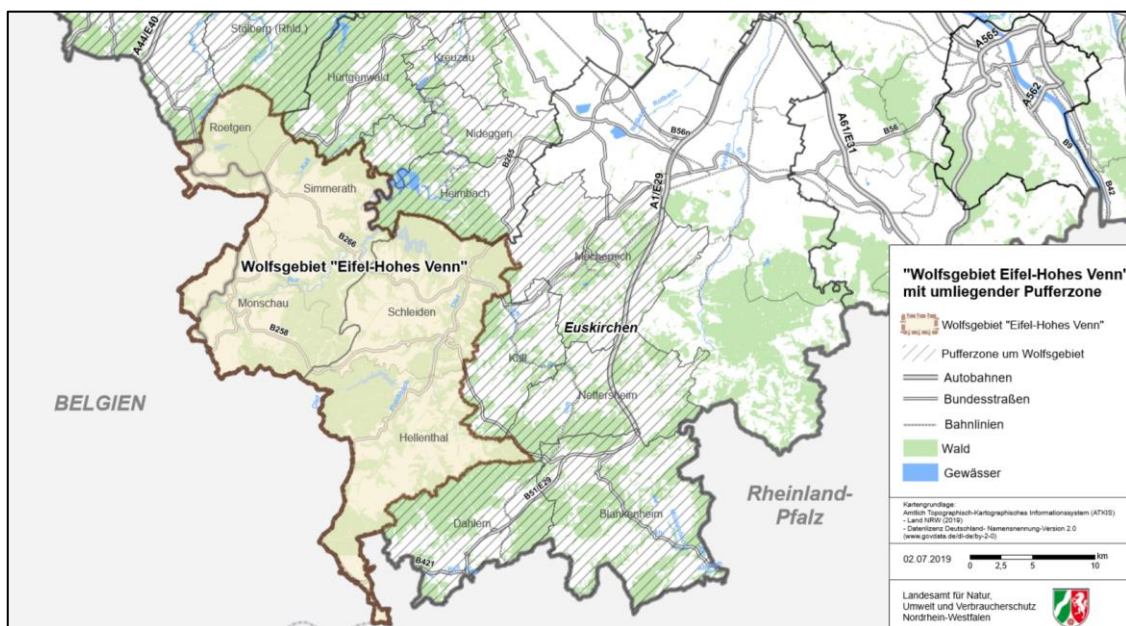 A44/E40
Stolberg (Rhld.)
Kreuzau
Hürtgenwald
A565
A562
Rotbach
Roetgen
Nideggen
B56n
A61/E31
B56
B9
B265
Erft
Simmerath
Heimbach
A1/E29
B42
B266
Wolfsgebiet "Eifel-Hohes Venn"
Mechernich
Monschau
Schleiden
Olef
Euskirchen
B258
Kall
BELGIEN
Nettersheim
Hellenthal
Rheinland-
Pfalz
B51/E29
Blankenheim
Dahlem
B421
"Wolfsgebiet Eifel-Hohes Venn"
mit umliegender Pufferzone
Wolfsgebiet "Eifel-Hohes Venn"
Pufferzone um Wolfsgebiet
Autobahnen
Bundesstraßen
Bahnlinien
Wald
Gewässer
Kartengrundlage:
Amtlich Topographisch-Kartographisches Informationssystem (ATKIS)
- Land NRW (2019)
- Datenlizenz Deutschland- Namensnennung-Version 2.0
(www.govdata.de/dl-de/by-2-0)
02.07.2019
km
0 2,5 5 10
Landesamt für Natur,
Umwelt und Verbraucherschutz
Nordrhein-Westfalen